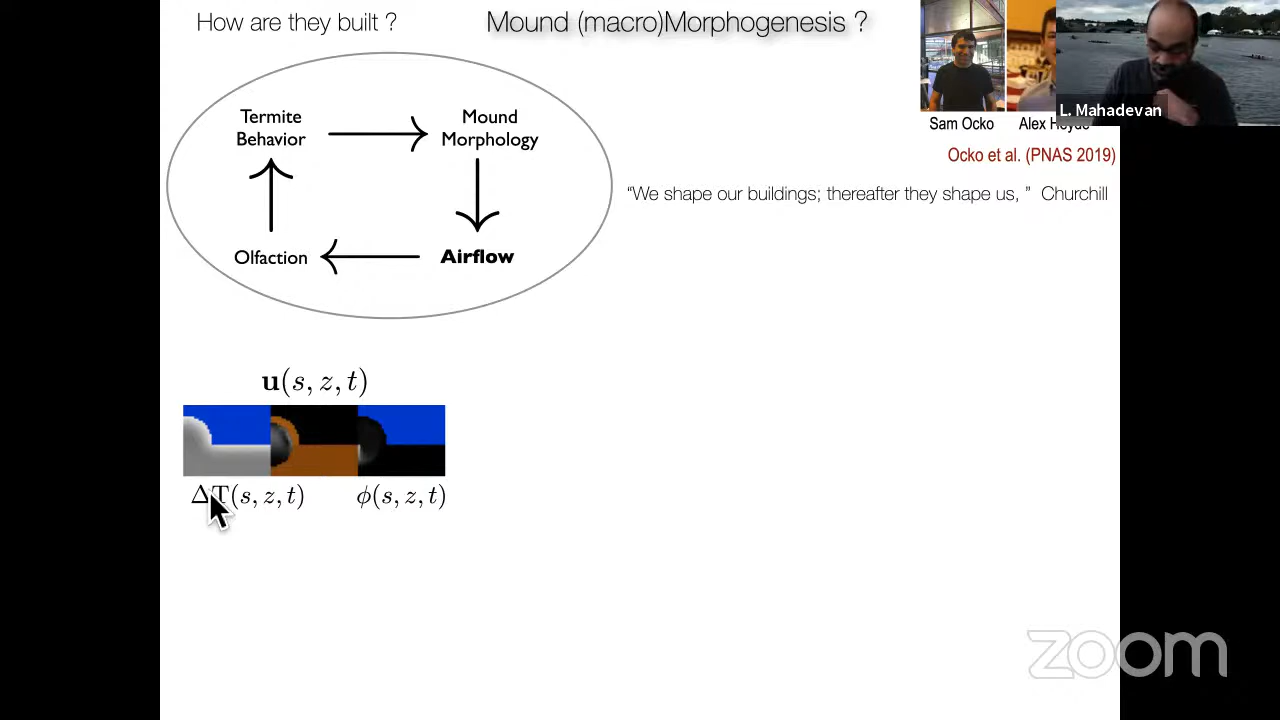 How are they built ?
Mound (macro)Morphogenesis ?
Termite
Behavior
Mound
Morphology
Olfaction
Airflow
L. Mahadevan
Sam Ocko
Alex
Ocko et al. (PNAS 2019)
“We shape our buildings; thereafter they shape us, ” Churchill
u(s, z, t)
ΔT(s, z, t)
ϕ(s, z, t)
zoom